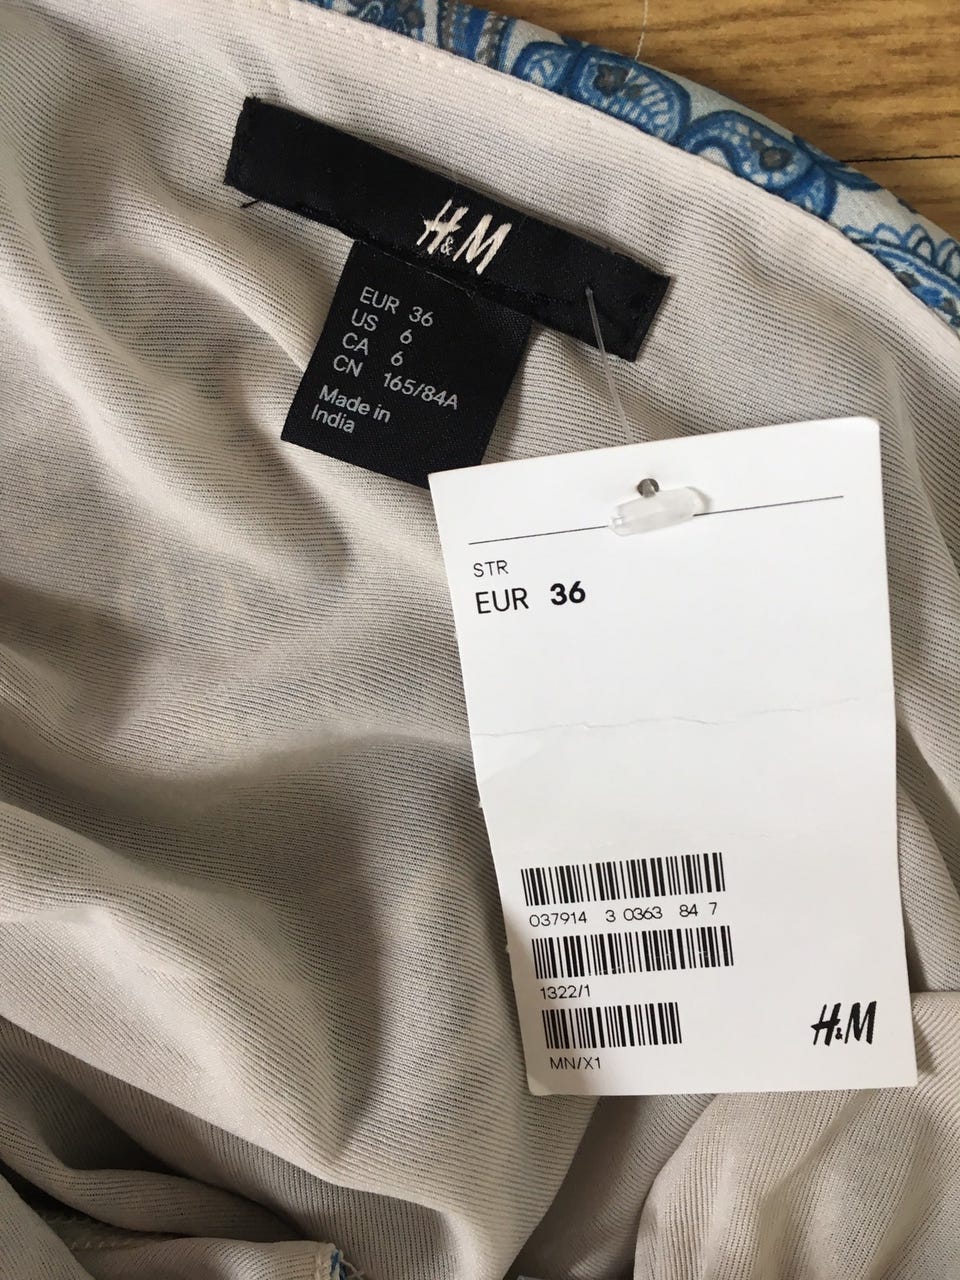 H&M
EUR 36
US 6
CA 6
CN 165/84A
Made in
India
STR
EUR 36
037914 3 0363 84 7
1322/1
MN/X1
H&M